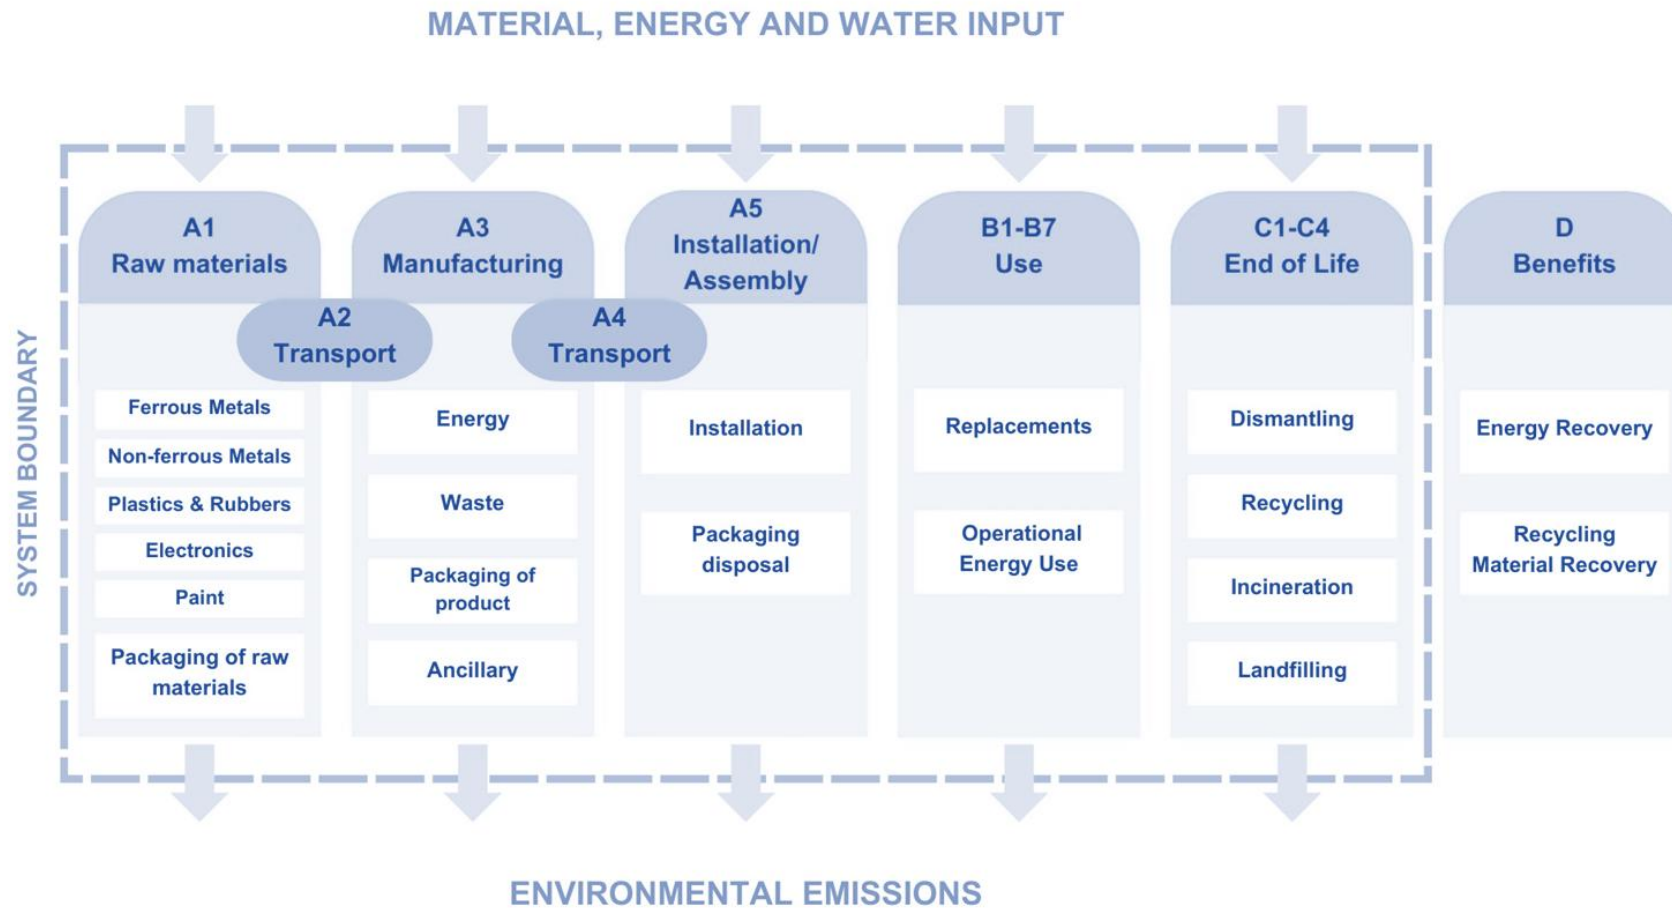 MATERIAL, ENERGY AND WATER INPUT
SYSTEM BOUNDARY
A1
Raw materials
A2
Transport
Ferrous Metals
Non-ferrous Metals
Plastics & Rubbers
Electronics
Paint
Packaging of raw
materials
A3
Manufacturing
Energy
Waste
Packaging of
product
Ancillary
A4
Transport
A5
Installation/
Assembly
Installation
Packaging
disposal
B1-B7
Use
Replacements
Operational
Energy Use
C1-C4
End of Life
Dismantling
Recycling
Incineration
Landfilling
D
Benefits
Energy Recovery
Recycling
Material Recovery
ENVIRONMENTAL EMISSIONS